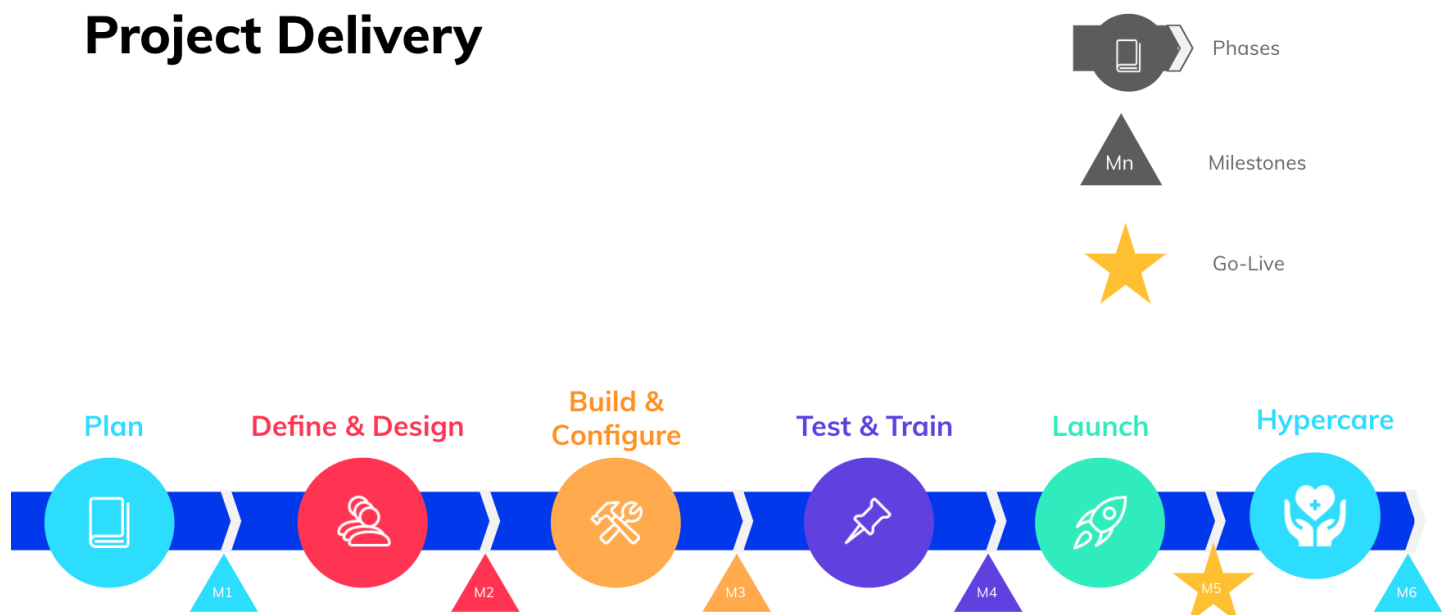 Project Delivery
Phases
Mn
Milestones
Go-Live
Plan
Define & Design
Build &
Configure
Test & Train
Launch
Hypercare
M1
M2
M3
M4
M5
M6